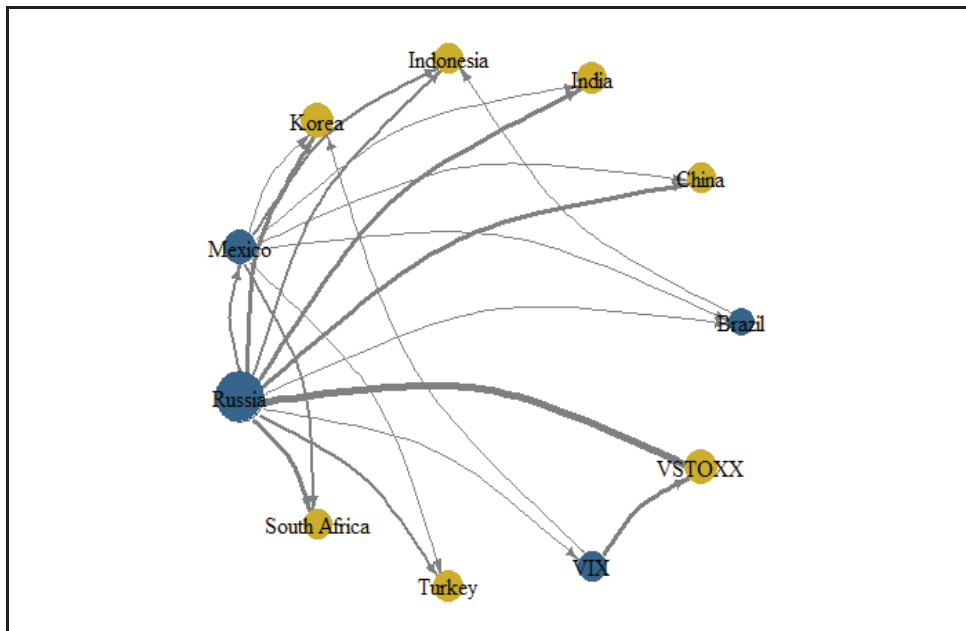 Indonesia
India
Korea
China
Mexico
Brazil
Russia
VSTOXX
South Africa
VIX
Turkey